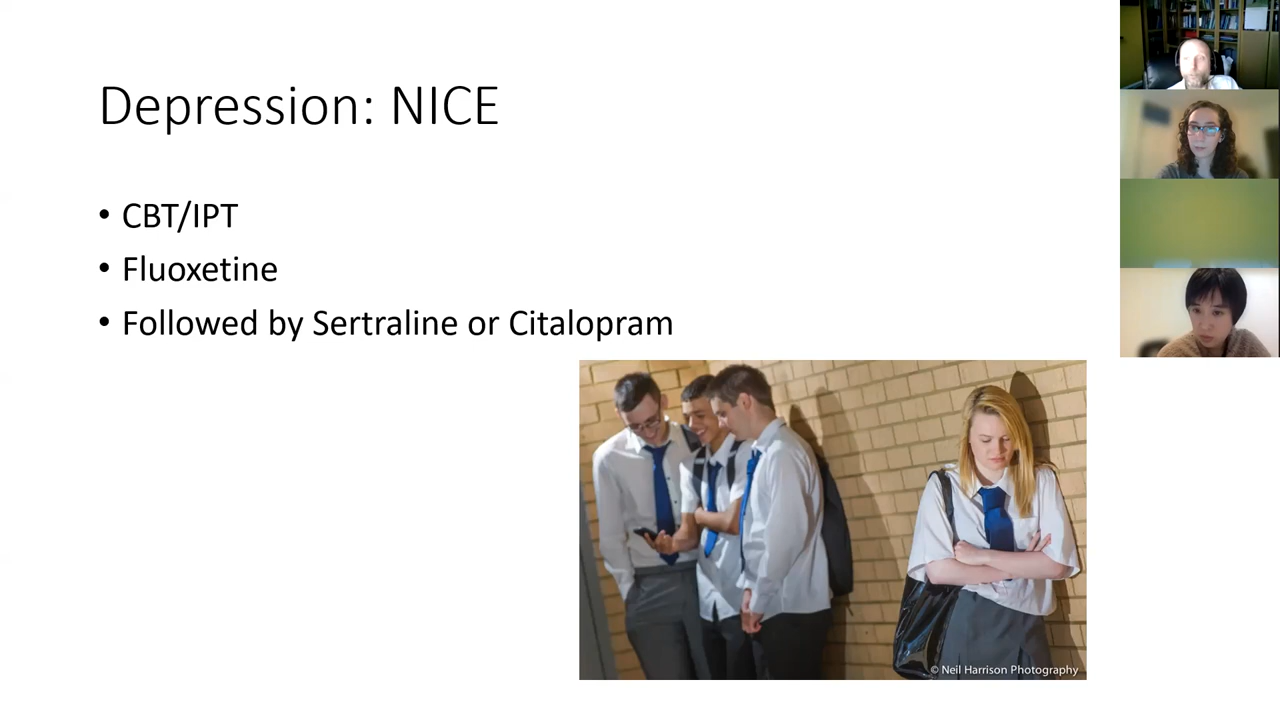 Depression: NICE
• CBT/IPT
• Fluoxetine
• Followed by Sertraline or Citalopram
© Neil Harrison Photography